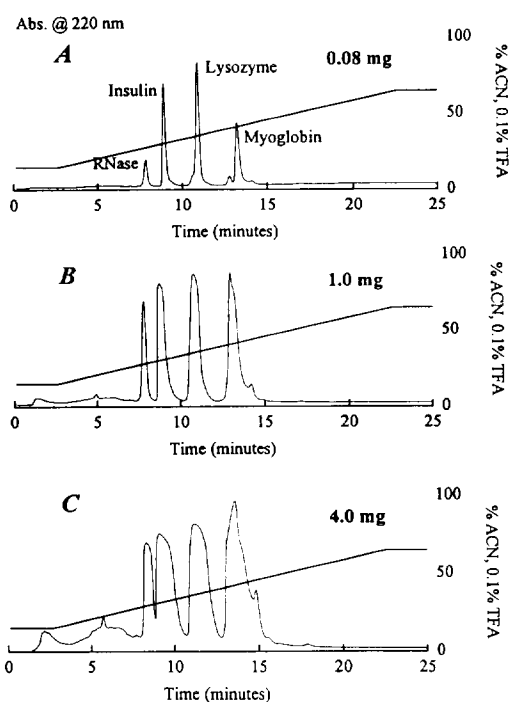 Abs. @ 220 nm
A
0.08 mg
100
50
0
% ACN, 0.1% TFA
Insulin
Lysozyme
RNase
Myoglobin
0 5 10 15 20 25
Time (minutes)
B
1.0 mg
100
50
0
% ACN, 0.1% TFA
0 5 10 15 20 25
Time (minutes)
C
4.0 mg
100
50
0
% ACN, 0.1% TFA
0 5 10 15 20 25
Time (minutes)